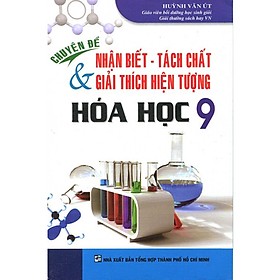 HUỲNH VĂN ÚT
Giáo viên bồi dưỡng học sinh giỏi
Giải thưởng sách hay VN
CHUYÊN ĐỀ
NHẬN BIẾT - TÁCH CHẤT
& GIẢI THÍCH HIỆN TƯỢNG
HÓA HỌC 9
NHÀ XUẤT BẢN TỔNG HỢP THÀNH PHỐ HỒ CHÍ MINH